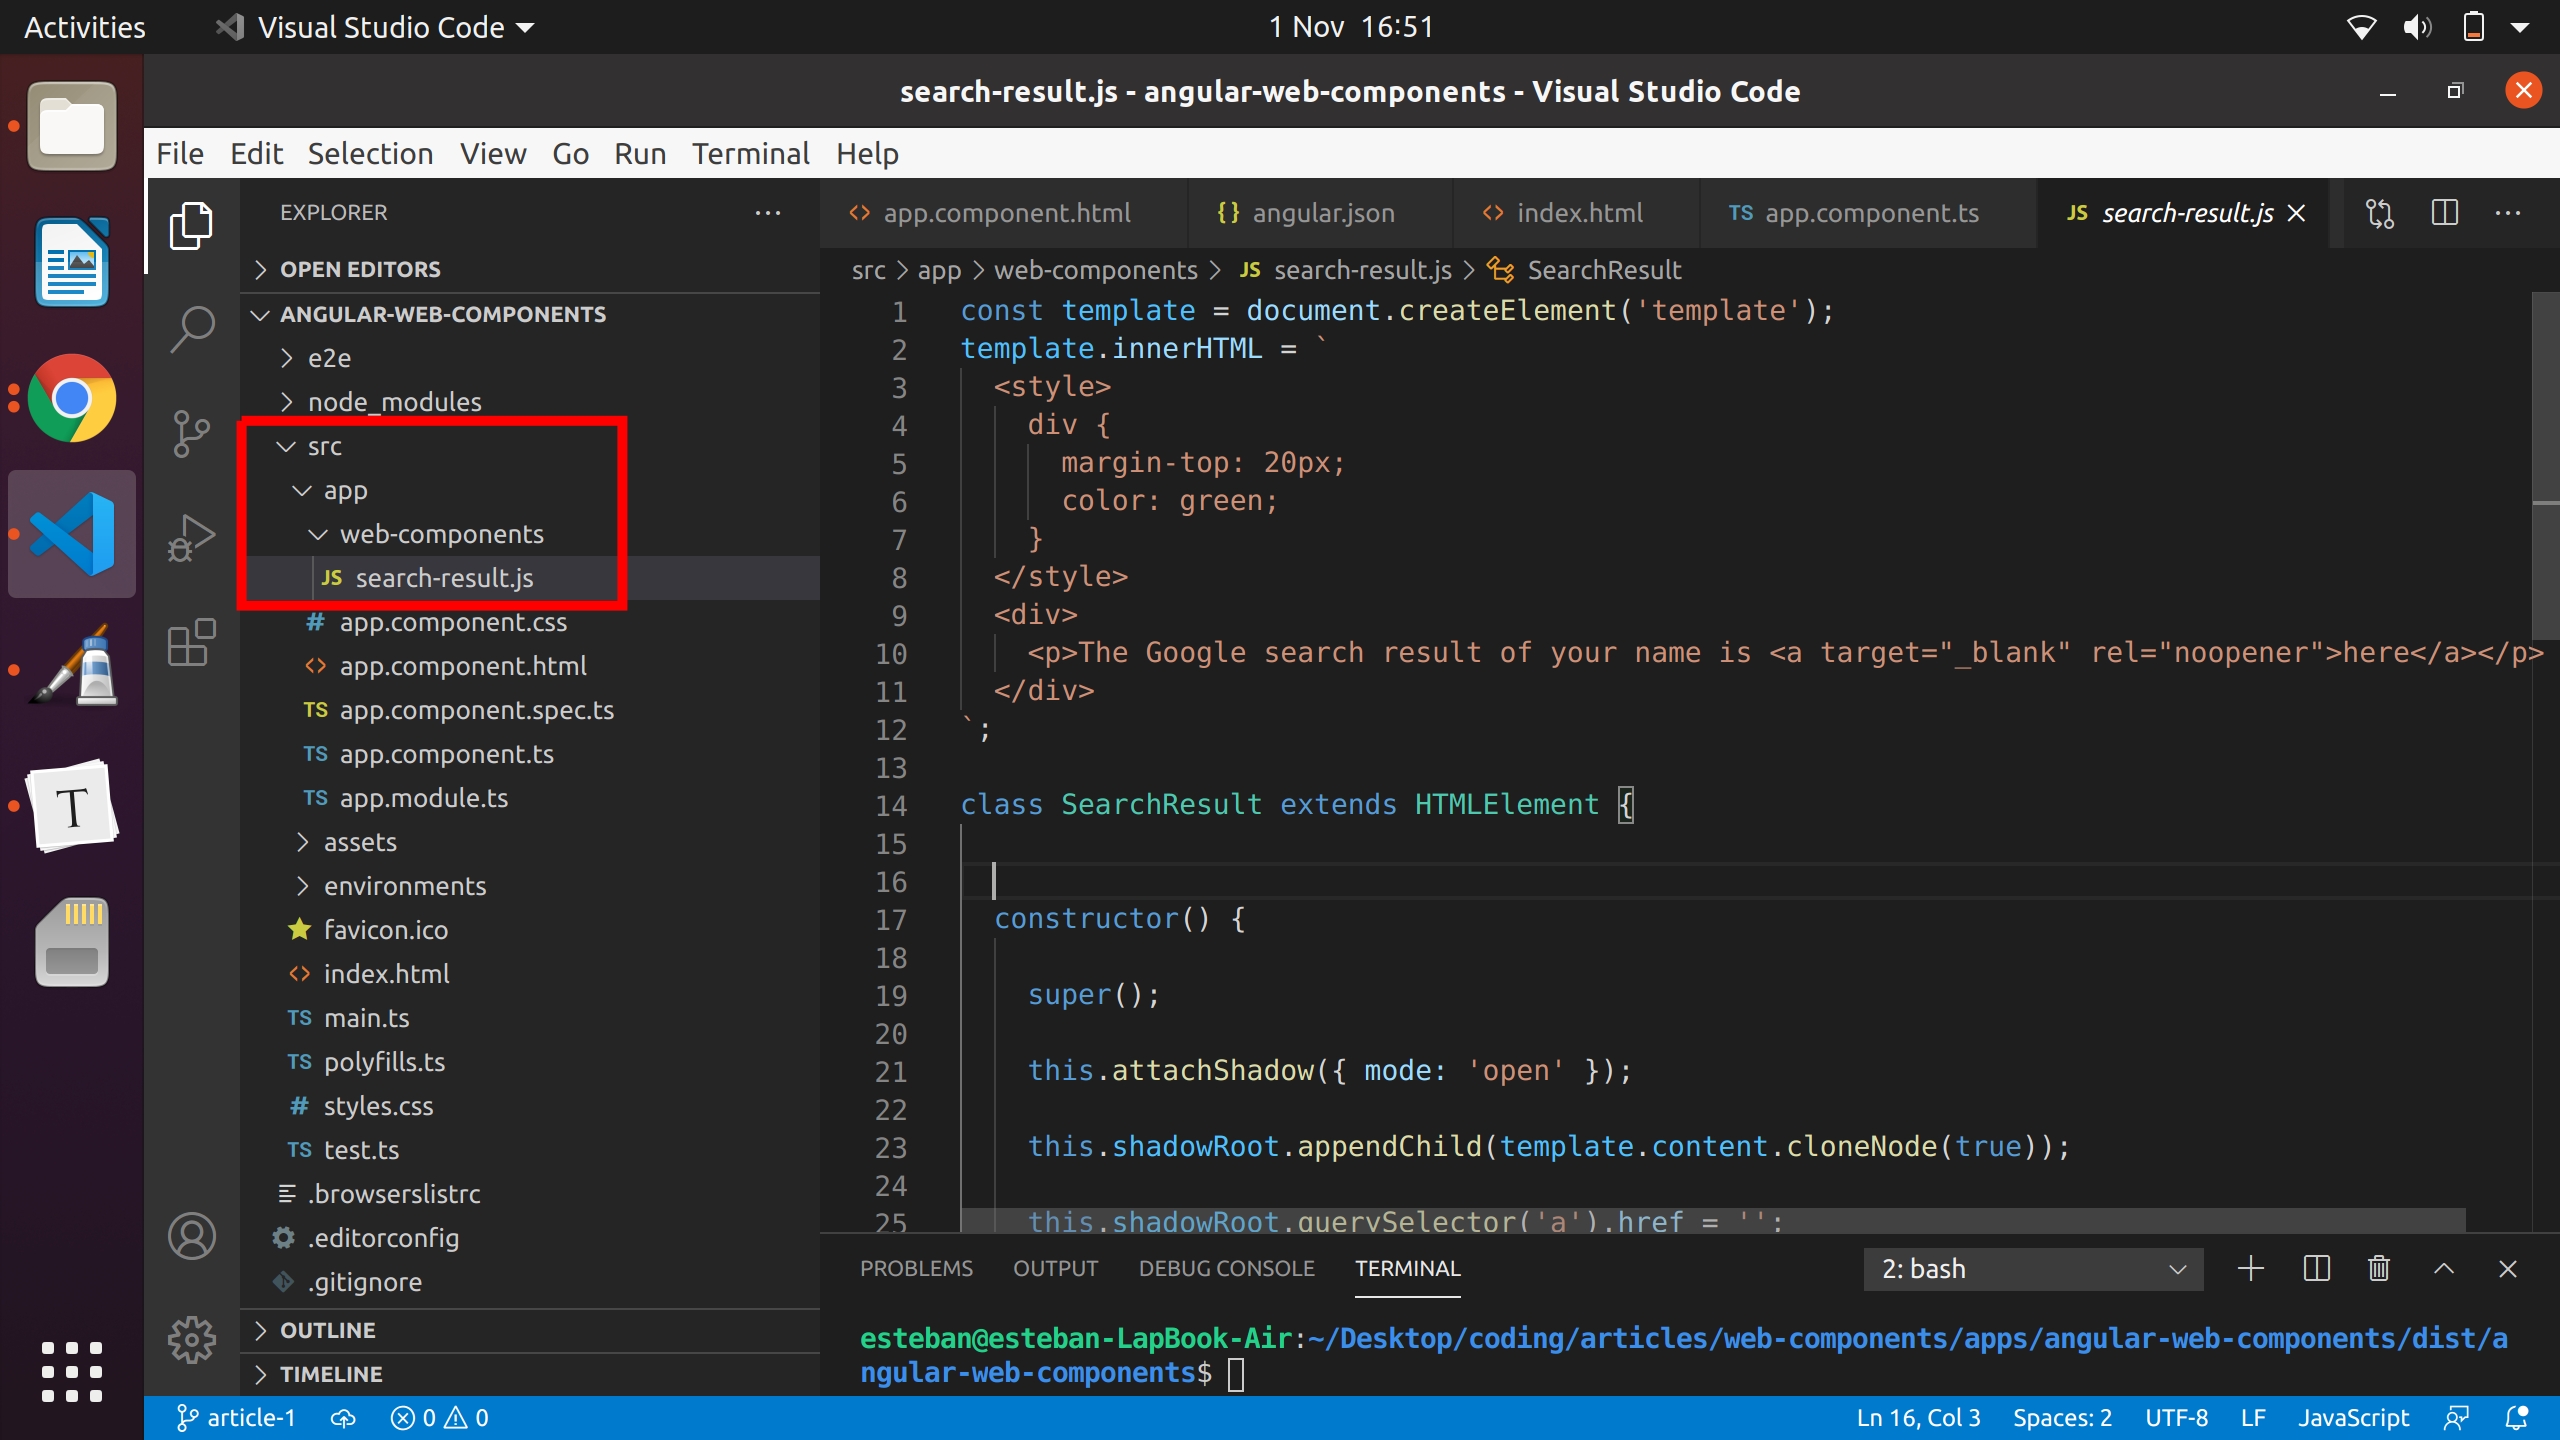 Activities
Visual Studio Code
1 Nov 16:51
search-result.js - angular-web-components - Visual Studio Code
File Edit Selection View Go Run Terminal Help
EXPLORER
OPEN EDITORS
ANGULAR-WEB-COMPONENTS
e2e
node_modules
src
app
web-components
JS search-result.js
# app.component.css
<> app.component.html
TS app.component.spec.ts
TS app.component.ts
TS app.module.ts
assets
environments
favicon.ico
<> index.html
TS main.ts
TS polyfills.ts
# styles.css
TS test.ts
.browserslistrc
.editorconfig
.gitignore
OUTLINE
TIMELINE
<> app.component.html {} angular.json <> index.html TS app.component.ts JS search-result.js
src > app > web-components > JS search-result.js > SearchResult
1 const template = document.createElement('template');
2 template.innerHTML = `
3 <style>
4 div {
5 margin-top: 20px;
6 color: green;
7 }
8 </style>
9 <div>
10 <p>The Google search result of your name is <a target="_blank" rel="noopener">here</a></p>
11 </div>
12 `;
13
14 class SearchResult extends HTMLElement {
15
16
17 constructor() {
18
19 super();
20
21 this.attachShadow({ mode: 'open' });
22
23 this.shadowRoot.appendChild(template.content.cloneNode(true));
24
25 this.shadowRoot.querySelector('a').href = '';
PROBLEMS OUTPUT DEBUG CONSOLE TERMINAL
2: bash
esteban@esteban-LapBook-Air:~/Desktop/coding/articles/web-components/apps/angular-web-components/dist/a
ngular-web-components$
article-1 0 0
Ln 16, Col 3 Spaces: 2 UTF-8 LF JavaScript
T